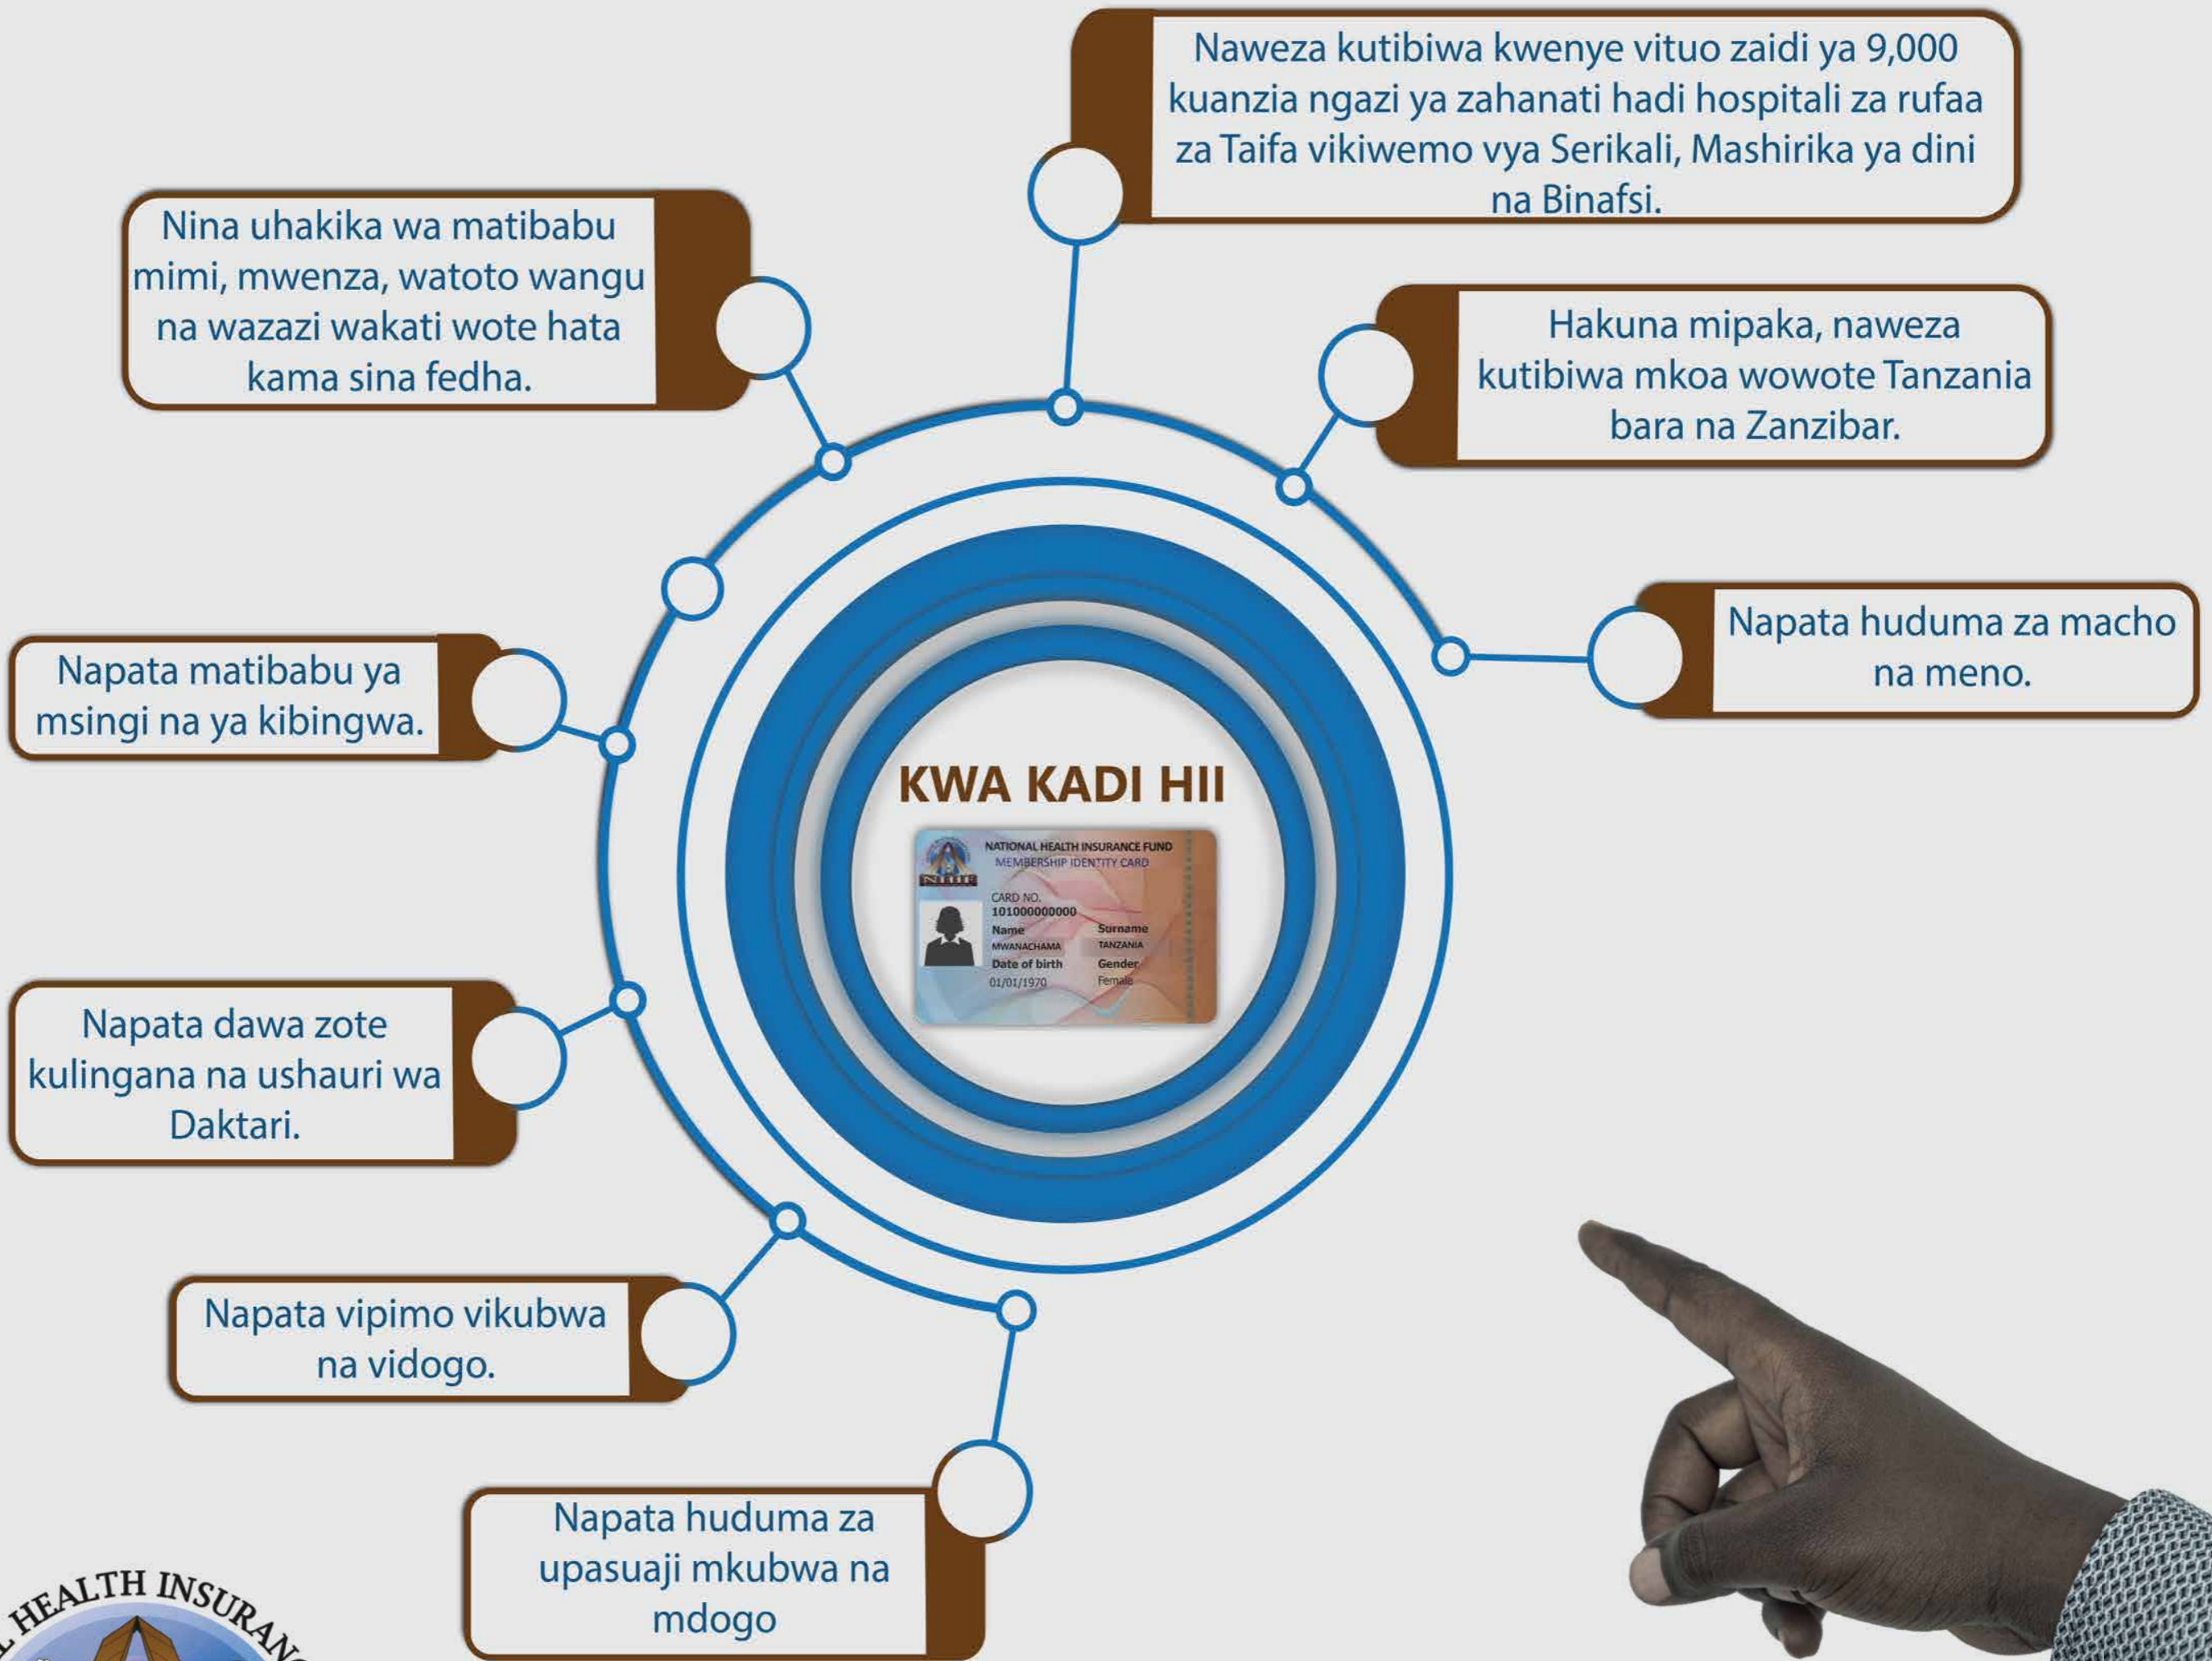 Naweza kutibiwa kwenye vituo zaidi ya 9,000
kuanzia ngazi ya zahanati hadi hospitali za rufaa
za Taifa vikiwemo vya Serikali, Mashirika ya dini
na Binafsi.
Nina uhakika wa matibabu
mimi, mwenza, watoto wangu
na wazazi wakati wote hata
kama sina fedha.
Hakuna mipaka, naweza
kutibiwa mkoa wowote Tanzania
bara na Zanzibar.
Napata huduma za macho
na meno.
Napata matibabu ya
msingi na ya kibingwa.
KWA KADI HII
NATIONAL HEALTH INSURANCE FUND
MEMBERSHIP IDENTITY CARD
NHIF
CARD NO.
101000000000
Name Surname
MWANACHAMA TANZANIA
Date of birth Gender
01/01/1970 Female
Napata dawa zote
kulingana na ushauri wa
Daktari.
Napata vipimo vikubwa
na vidogo.
Napata huduma za
upasuaji mkubwa na
mdogo
HEALTH